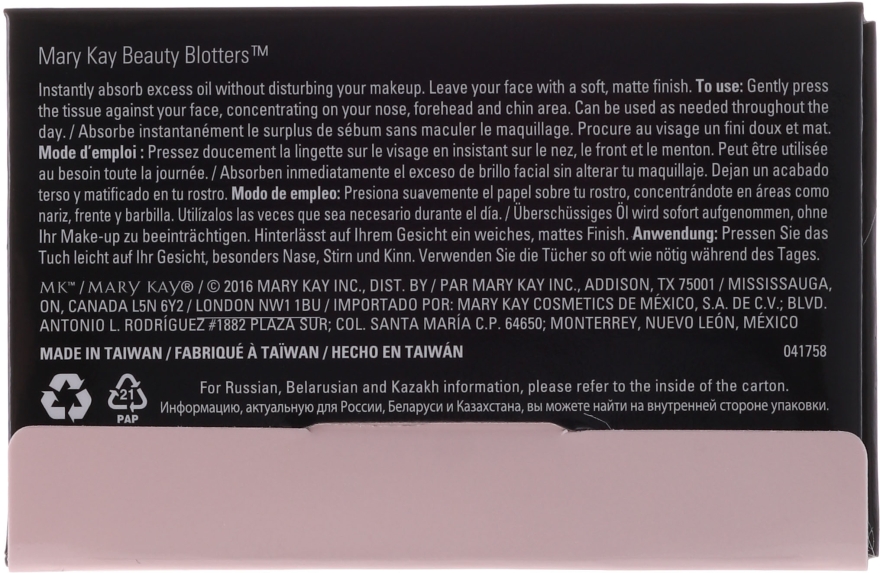 Mary Kay Beauty Blotters™
Instantly absorb excess oil without disturbing your makeup. Leave your face with a soft, matte finish. To use: Gently press
the tissue against your face, concentrating on your nose, forehead and chin area. Can be used as needed throughout the
day. / Absorbe instantanément le surplus de sébum sans maculer le maquillage. Procure au visage un fini doux et mat.
Mode d'emploi : Pressez doucement la lingette sur le visage en insistant sur le nez, le front et le menton. Peut être utilisée
au besoin toute la journée. / Absorben inmediatamente el exceso de brillo facial sin alterar tu maquillaje. Dejan un acabado
terso y matificado en tu rostro. Modo de empleo: Presiona suavemente el papel sobre tu rostro, concentrándote en áreas como
nariz, frente y barbilla. Utilízalos las veces que sea necesario durante el día. / Überschüssiges Öl wird sofort aufgenommen, ohne
Ihr Make-up zu beeinträchtigen. Hinterlässt auf Ihrem Gesicht ein weiches, mattes Finish. Anwendung: Pressen Sie das
Tuch leicht auf Ihr Gesicht, besonders Nase, Stirn und Kinn. Verwenden Sie die Tücher so oft wie nötig während des Tages.
MK™ / MARY KAY® / © 2016 MARY KAY INC., DIST. BY / PAR MARY KAY INC., ADDISON, TX 75001 / MISSISSAUGA,
ON, CANADA L5N 6Y2 / LONDON NW1 1BU / IMPORTADO POR: MARY KAY COSMETICS DE MÉXICO, S.A. DE C.V.; BLVD.
ANTONIO L. RODRÍGUEZ #1882 PLAZA SUR; COL. SANTA MARÍA C.P. 64650; MONTERREY, NUEVO LEÓN, MÉXICO
MADE IN TAIWAN / FABRIQUÉ À TAÏWAN / HECHO EN TAIWÁN 041758
For Russian, Belarusian and Kazakh information, please refer to the inside of the carton.
Информацию, актуальную для России, Беларуси и Казахстана, вы можете найти на внутренней стороне упаковки.
21
PAP